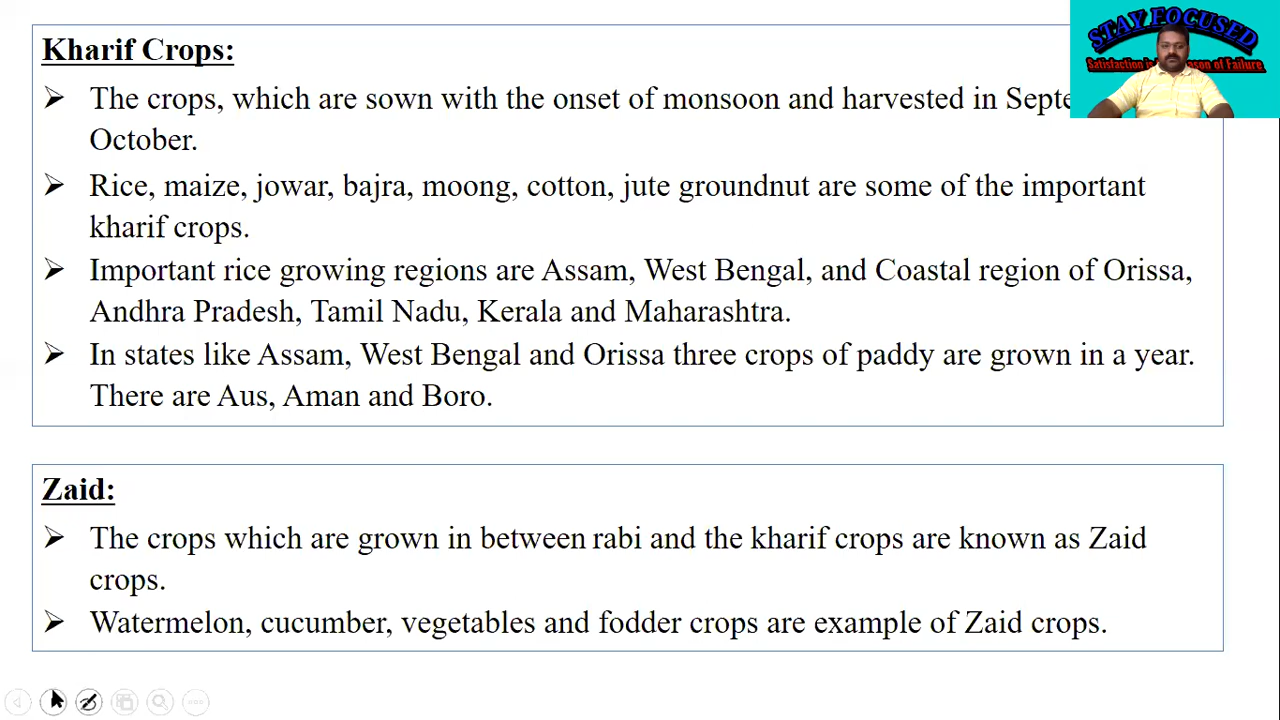 STAY FOCUSED
Satisfaction is of Failure
Kharif Crops:
➢ The crops, which are sown with the onset of monsoon and harvested in
October.
➢ Rice, maize, jowar, bajra, moong, cotton, jute groundnut are some of the important
kharif crops.
➢ Important rice growing regions are Assam, West Bengal, and Coastal region of Orissa,
Andhra Pradesh, Tamil Nadu, Kerala and Maharashtra.
➢ In states like Assam, West Bengal and Orissa three crops of paddy are grown in a year.
There are Aus, Aman and Boro.
Zaid:
➢ The crops which are grown in between rabi and the kharif crops are known as Zaid
crops.
➢ Watermelon, cucumber, vegetables and fodder crops are example of Zaid crops.